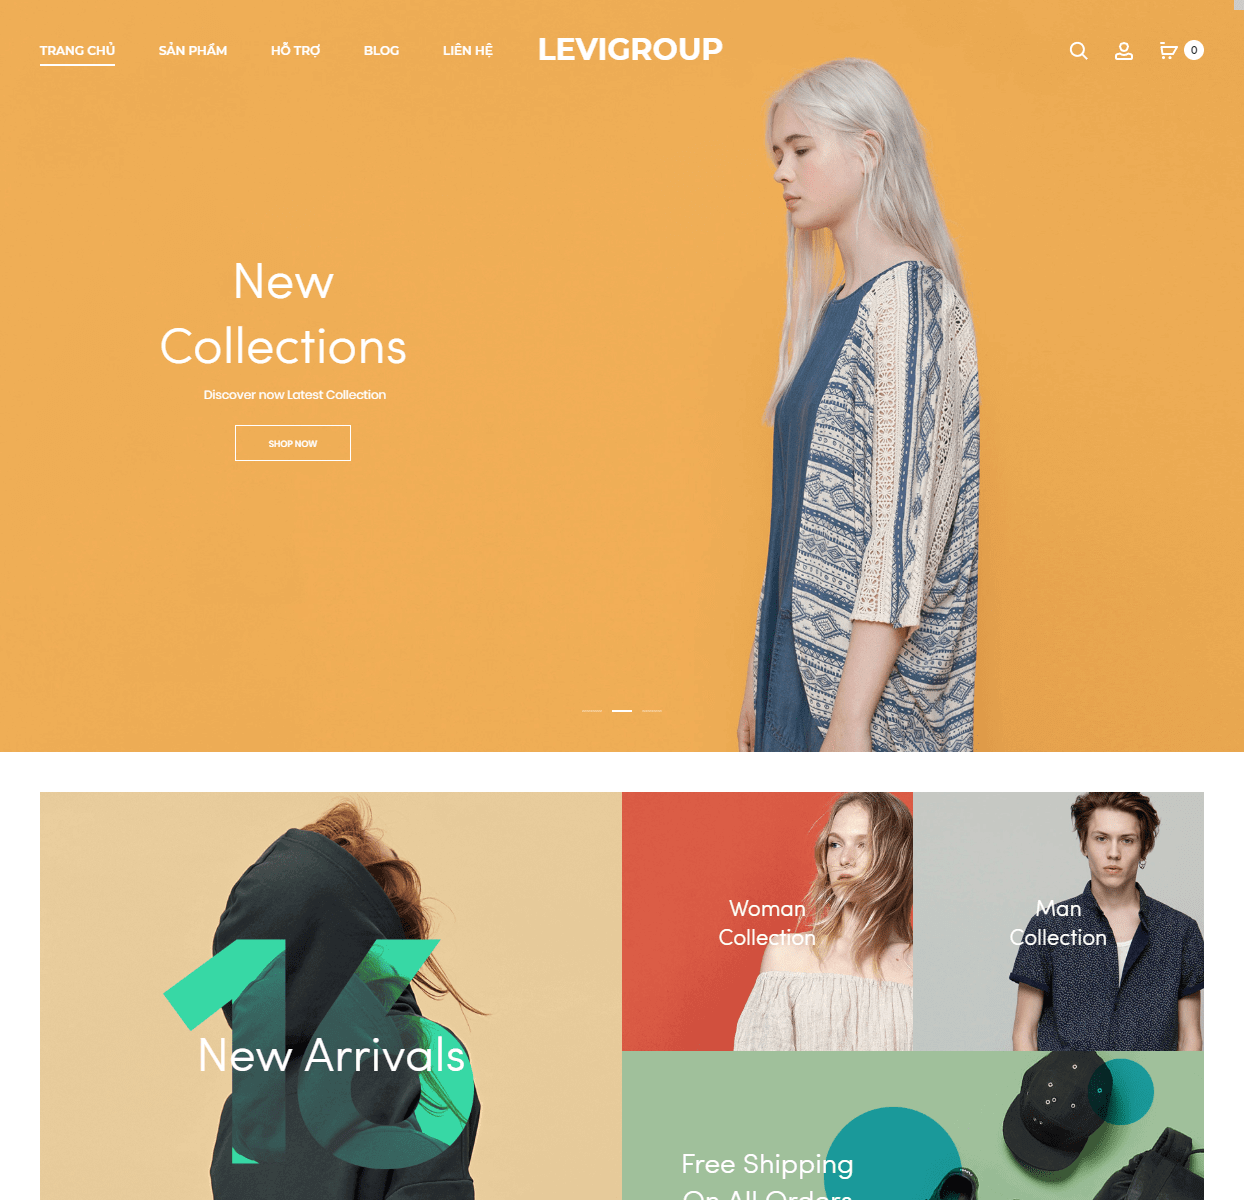 TRANG CHỦ
SẢN PHẨM
HỖ TRỢ
BLOG
LIÊN HỆ
LEVIGROUP
0
New
Collections
Discover now Latest Collection
SHOP NOW
16
New Arrivals
Woman
Collection
Man
Collection
Free Shipping
On All Orders